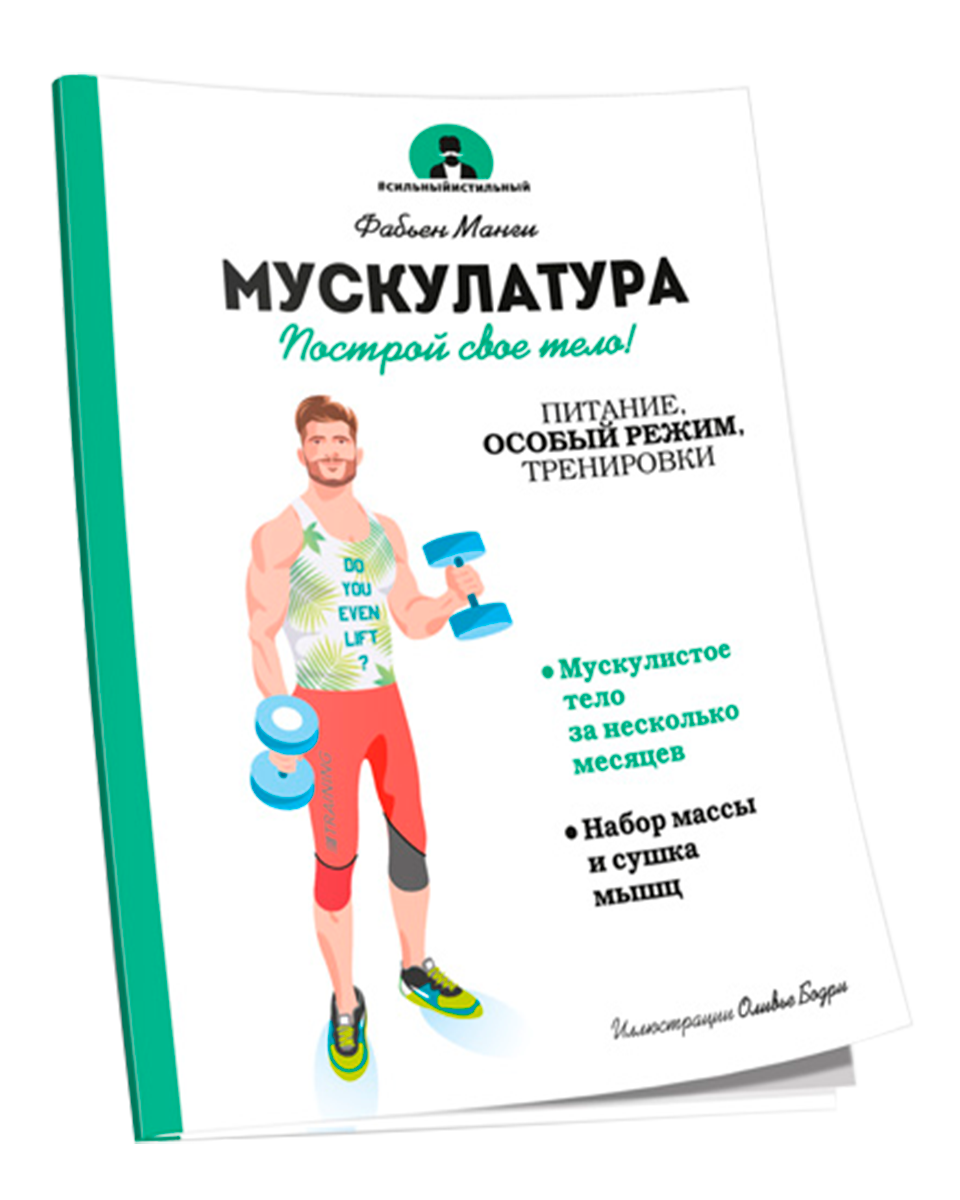 #СИЛЬНЫЙИСТИЛЬНЫЙ
Фабьен Манги
МУСКУЛАТУРА
Построй свое тело!
ПИТАНИЕ,
ОСОБЫЙ РЕЖИМ,
ТРЕНИРОВКИ
DO
YOU
EVEN
LIFT
?
• Мускулистое
тело
за несколько
месяцев
TRAINING
• Набор массы
и сушка
мышц
Иллюстрации Оливье Бодри